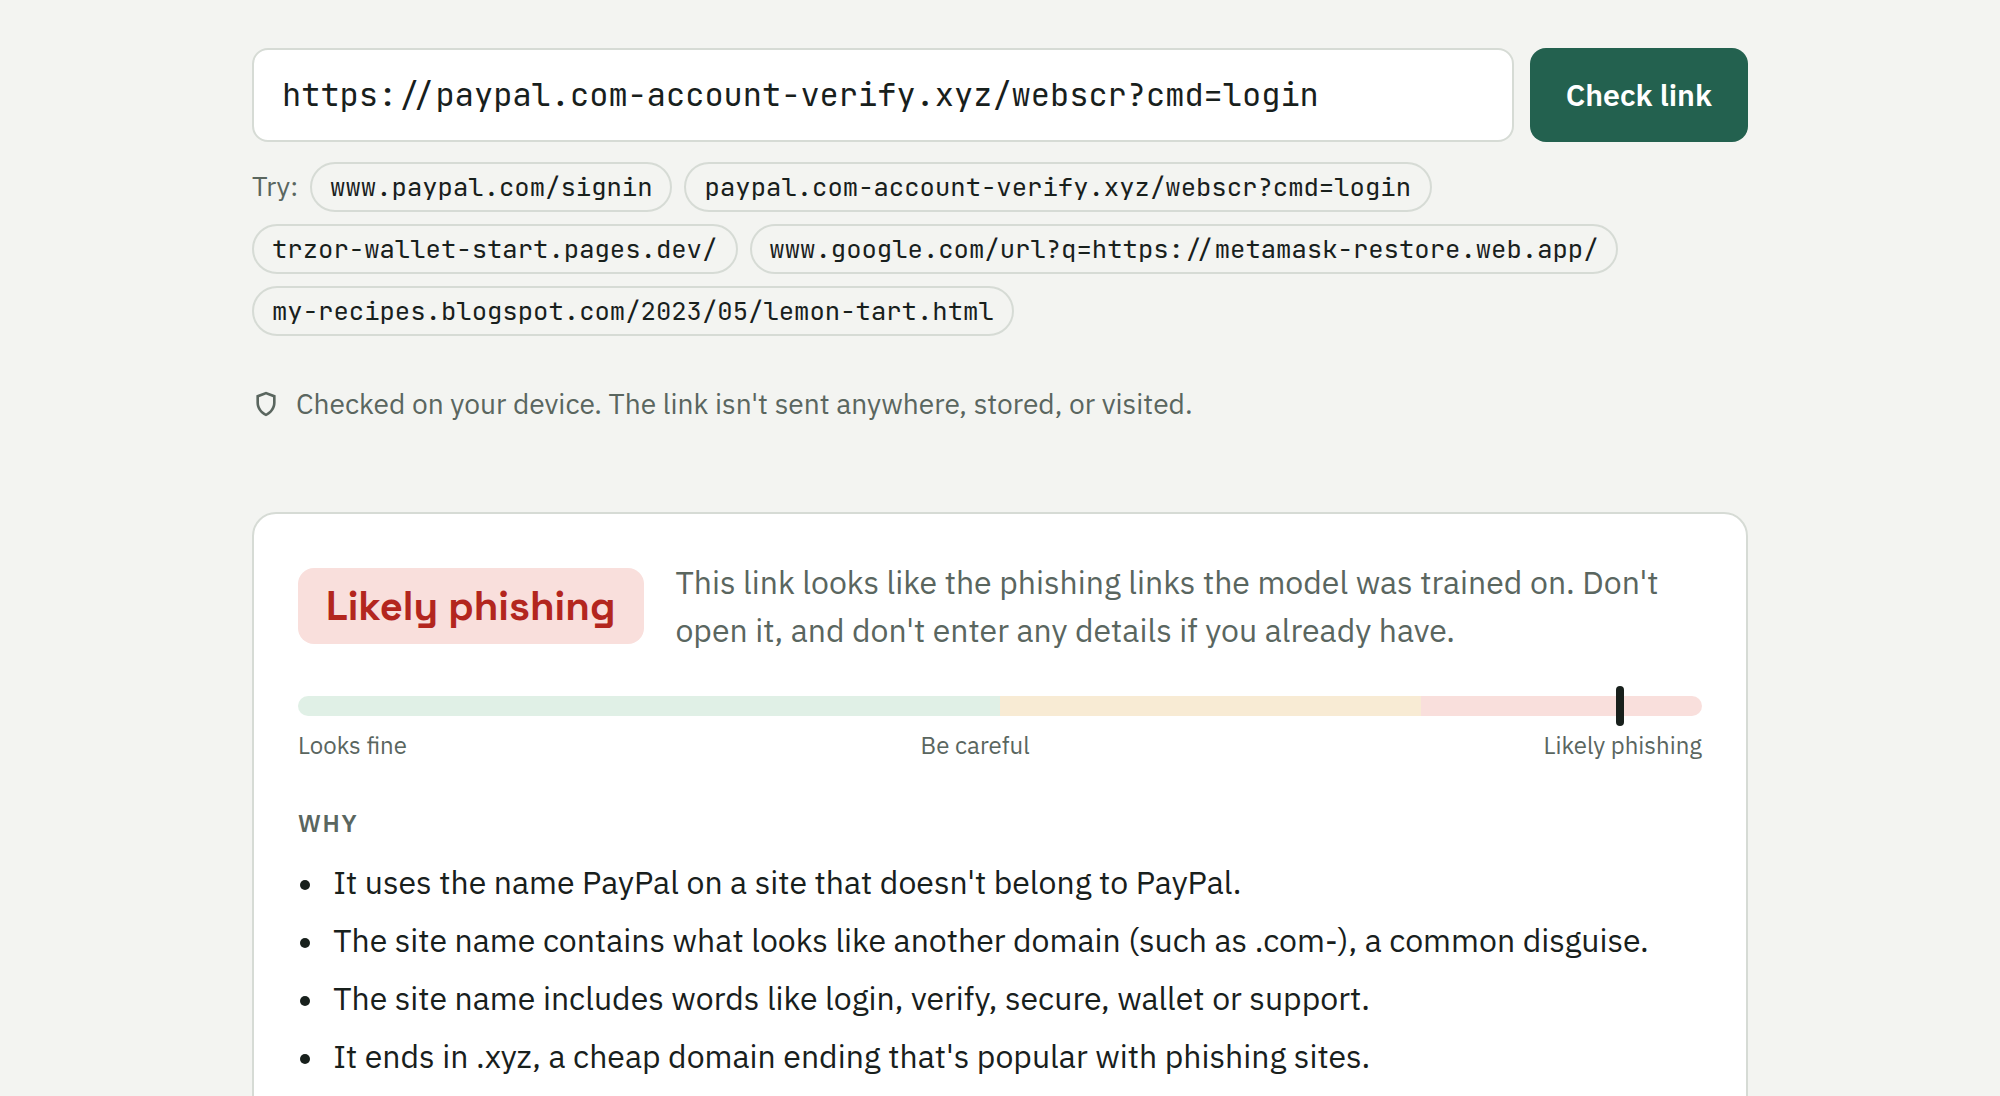 https://paypal.com-account-verify.xyz/webscr?cmd=login
Check link
Try: www.paypal.com/signin paypal.com-account-verify.xyz/webscr?cmd=login
trzor-wallet-start.pages.dev/ www.google.com/url?q=https://metamask-restore.web.app/
my-recipes.blogspot.com/2023/05/lemon-tart.html
Checked on your device. The link isn't sent anywhere, stored, or visited.
Likely phishing
This link looks like the phishing links the model was trained on. Don't
open it, and don't enter any details if you already have.
Looks fine Be careful Likely phishing
WHY
• It uses the name PayPal on a site that doesn't belong to PayPal.
• The site name contains what looks like another domain (such as .com-), a common disguise.
• The site name includes words like login, verify, secure, wallet or support.
• It ends in .xyz, a cheap domain ending that's popular with phishing sites.